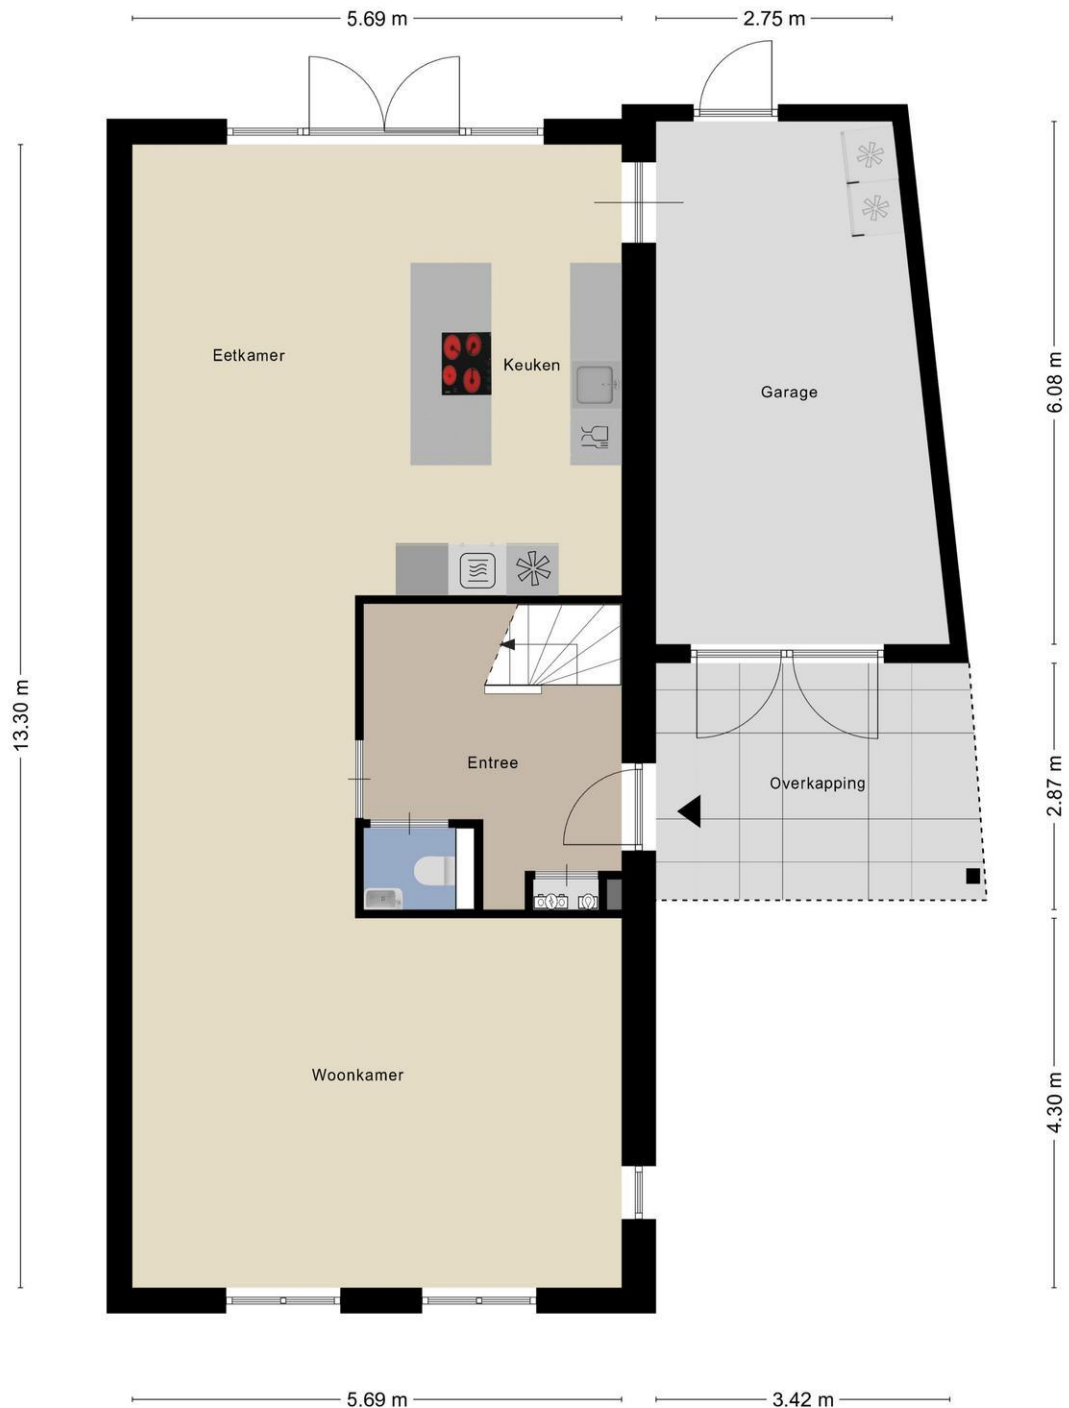 5.69 m
2.75 m
Eetkamer
Keuken
Garage
6.08 m
13.30 m
Entree
Overkapping
2.87 m
Woonkamer
4.30 m
5.69 m
3.42 m